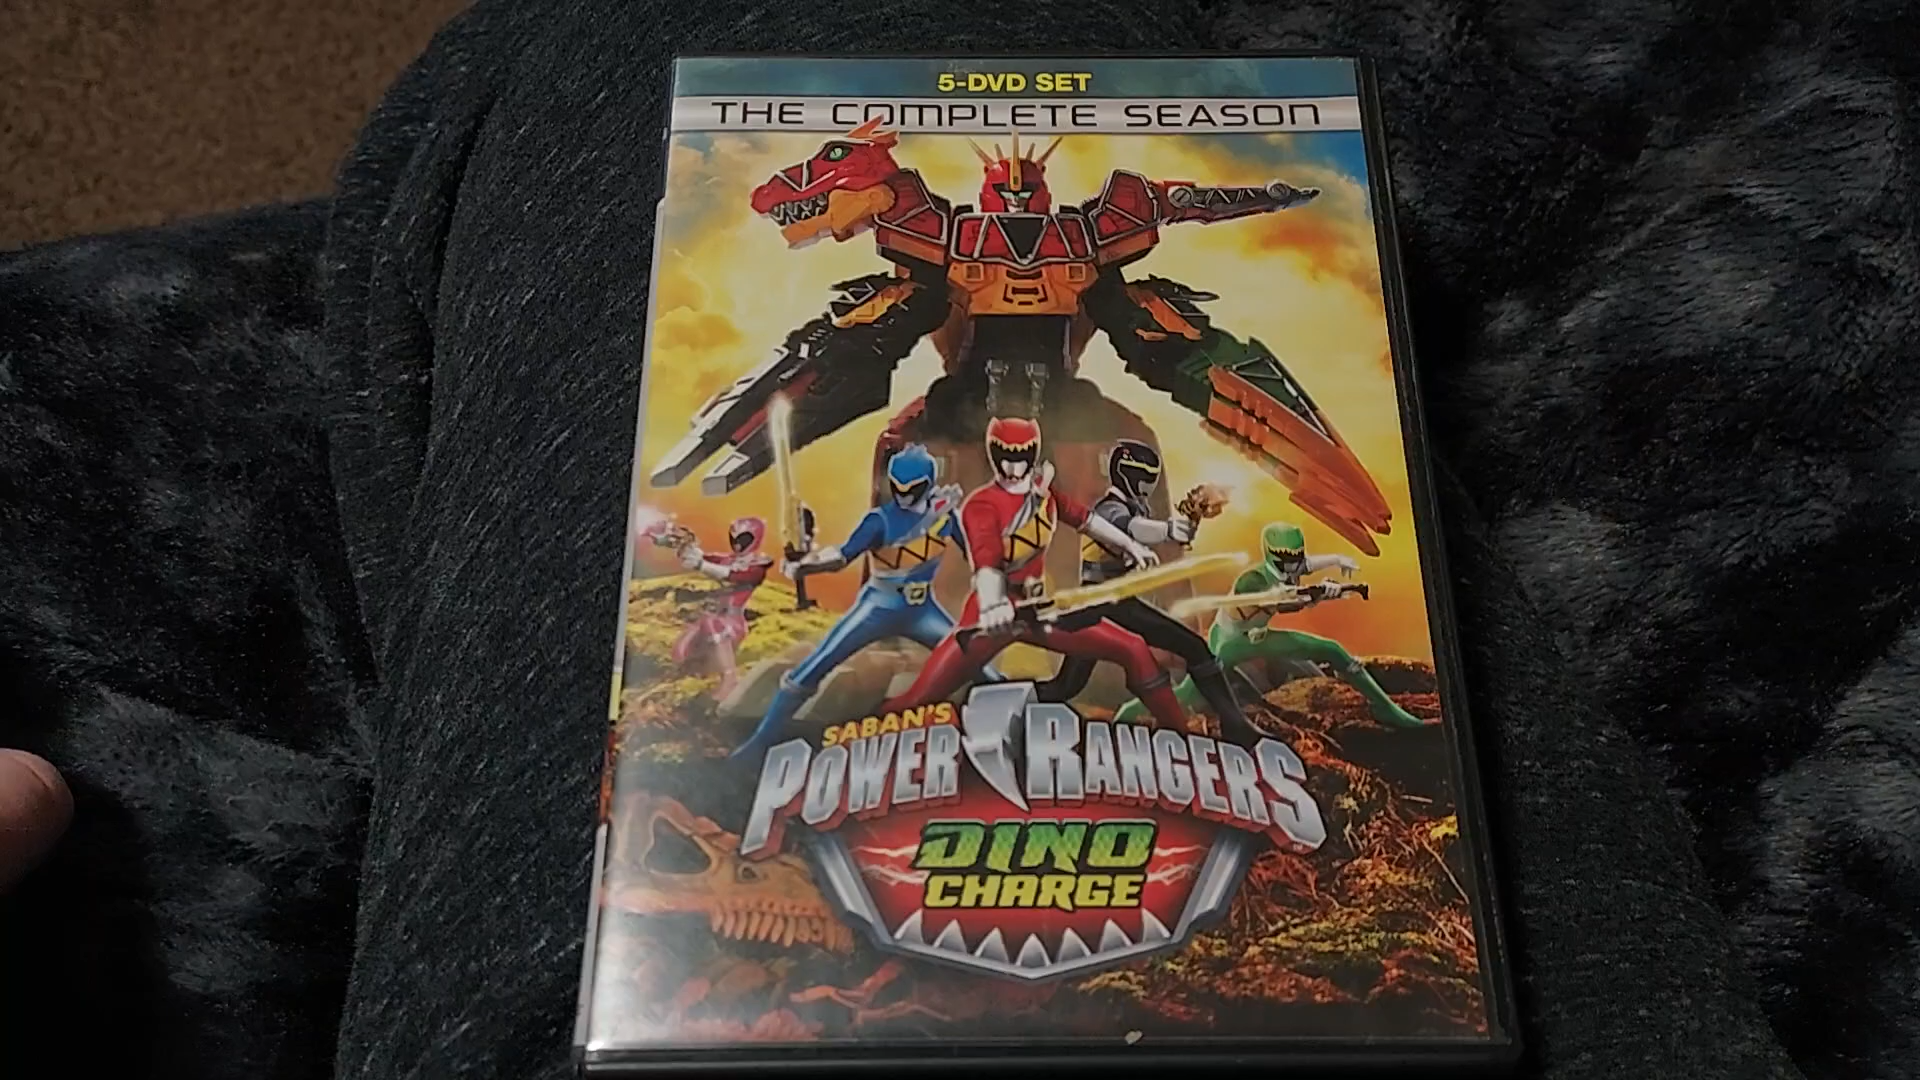 5-DVD SET
THE COMPLETE SEASON
SABAN'S
POWER RANGERS
DINO
CHARGE